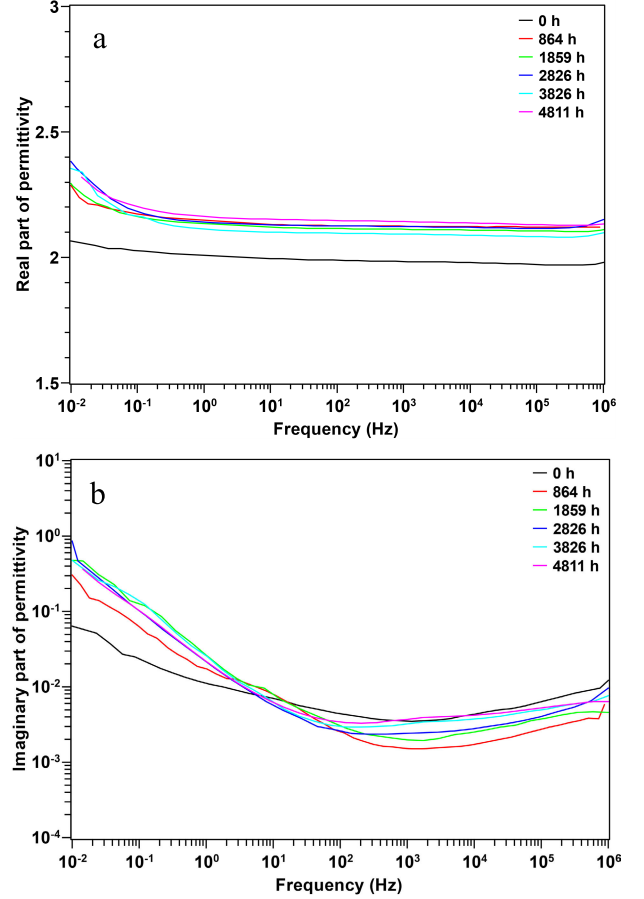 a
0 h
864 h
1859 h
2826 h
3826 h
4811 h
3
2.5
2
1.5
Real part of permittivity
10⁻² 10⁻¹ 10⁰ 10¹ 10² 10³ 10⁴ 10⁵ 10⁶
Frequency (Hz)
b
0 h
864 h
1859 h
2826 h
3826 h
4811 h
10¹
10⁰
10⁻¹
10⁻²
10⁻³
10⁻⁴
Imaginary part of permittivity
10⁻² 10⁻¹ 10⁰ 10¹ 10² 10³ 10⁴ 10⁵ 10⁶
Frequency (Hz)